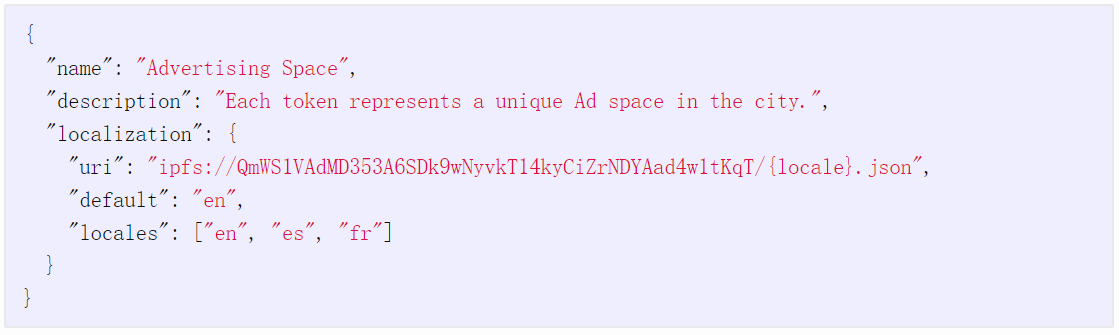 {
  "name": "Advertising Space",
  "description": "Each token represents a unique Ad space in the city.",
  "localization": {
    "uri": "ipfs://QmWS1VAdMD353A6SDk9wNyvkT14kyCiZrNDYAad4w1tKqT/{locale}.json",
    "default": "en",
    "locales": ["en", "es", "fr"]
  }
}